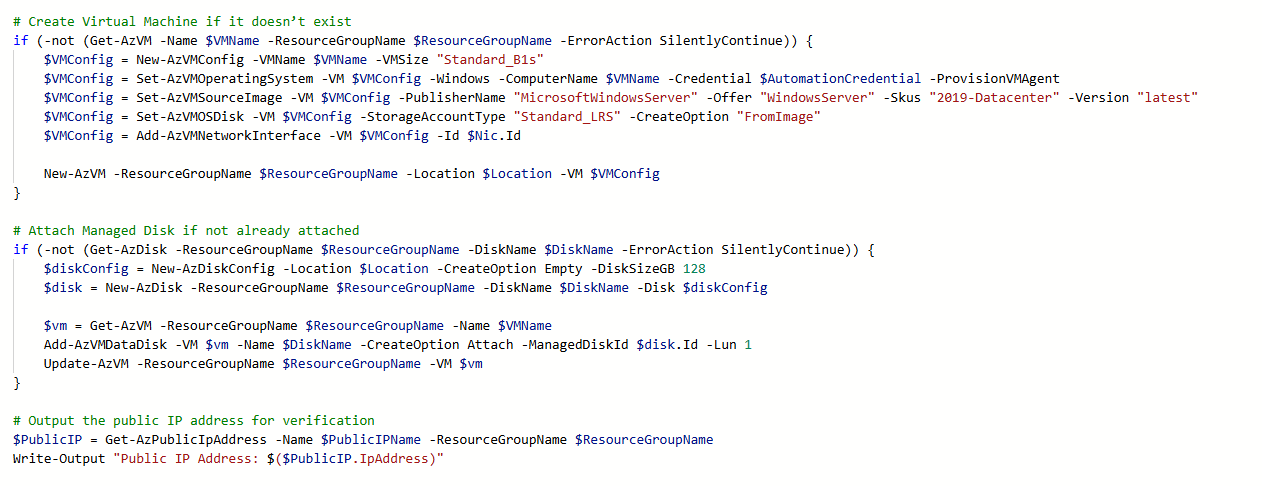 # Create Virtual Machine if it doesn’t exist
if (-not (Get-AzVM -Name $VMName -ResourceGroupName $ResourceGroupName -ErrorAction SilentlyContinue)) {
    $VMConfig = New-AzVMConfig -VMName $VMName -VMSize "Standard_B1s"
    $VMConfig = Set-AzVMOperatingSystem -VM $VMConfig -Windows -ComputerName $VMName -Credential $AutomationCredential -ProvisionVMAgent
    $VMConfig = Set-AzVMSourceImage -VM $VMConfig -PublisherName "MicrosoftWindowsServer" -Offer "WindowsServer" -Skus "2019-Datacenter" -Version "latest"
    $VMConfig = Set-AzVMOSDisk -VM $VMConfig -StorageAccountType "Standard_LRS" -CreateOption "FromImage"
    $VMConfig = Add-AzVMNetworkInterface -VM $VMConfig -Id $Nic.Id

    New-AzVM -ResourceGroupName $ResourceGroupName -Location $Location -VM $VMConfig
}

# Attach Managed Disk if not already attached
if (-not (Get-AzDisk -ResourceGroupName $ResourceGroupName -DiskName $DiskName -ErrorAction SilentlyContinue)) {
    $diskConfig = New-AzDiskConfig -Location $Location -CreateOption Empty -DiskSizeGB 128
    $disk = New-AzDisk -ResourceGroupName $ResourceGroupName -DiskName $DiskName -Disk $diskConfig

    $vm = Get-AzVM -ResourceGroupName $ResourceGroupName -Name $VMName
    Add-AzVMDataDisk -VM $vm -Name $DiskName -CreateOption Attach -ManagedDiskId $disk.Id -Lun 1
    Update-AzVM -ResourceGroupName $ResourceGroupName -VM $vm
}

# Output the public IP address for verification
$PublicIP = Get-AzPublicIpAddress -Name $PublicIPName -ResourceGroupName $ResourceGroupName
Write-Output "Public IP Address: $($PublicIP.IpAddress)"